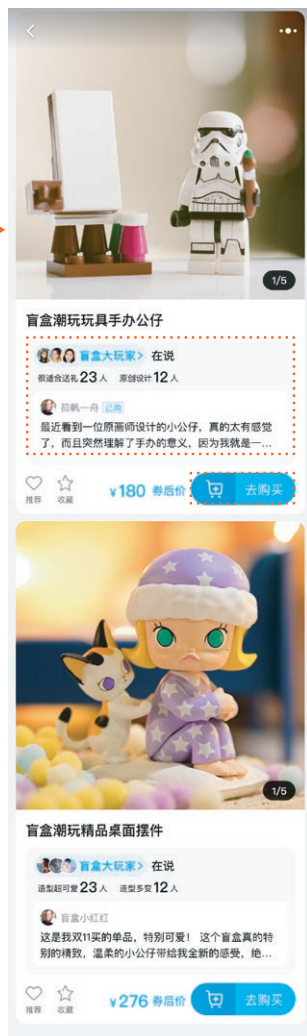 1/5
盲盒潮玩玩具手办公仔
盲盒大玩家> 在说
很适合送礼23人 原创设计12人
孤帆一舟 已购
最近看到一位原画师设计的小公仔，真的太有感觉
了，而且突然理解了手办的意义，因为我就是一...
推荐 收藏 ¥180 券后价 去购买
1/5
盲盒潮玩精品桌面摆件
盲盒大玩家> 在说
造型超可爱23人 造型多变12人
盲盒小红红
这是我双11买的单品，特别可爱！ 这个盲盒真的特
别的精致，温柔的小公仔带给我全新的感受，绝...
推荐 收藏 ¥276 券后价 去购买